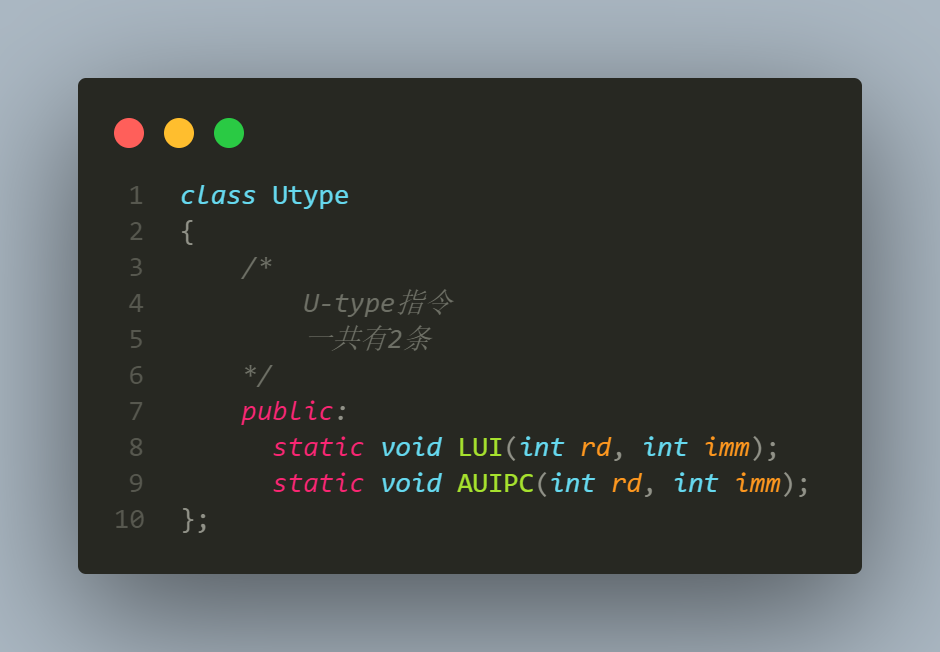 1 class Utype
2 {
3     /*
4         U-type指令
5         一共有2条
6     */
7     public:
8       static void LUI(int rd, int imm);
9       static void AUIPC(int rd, int imm);
10 };